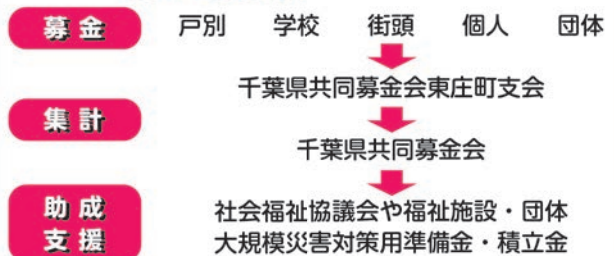 募金 戸別 学校 街頭 個人 団体
千葉県共同募金会東庄町支会
集計
千葉県共同募金会
助成 社会福祉協議会や福祉施設・団体
支援 大規模災害対策用準備金・積立金